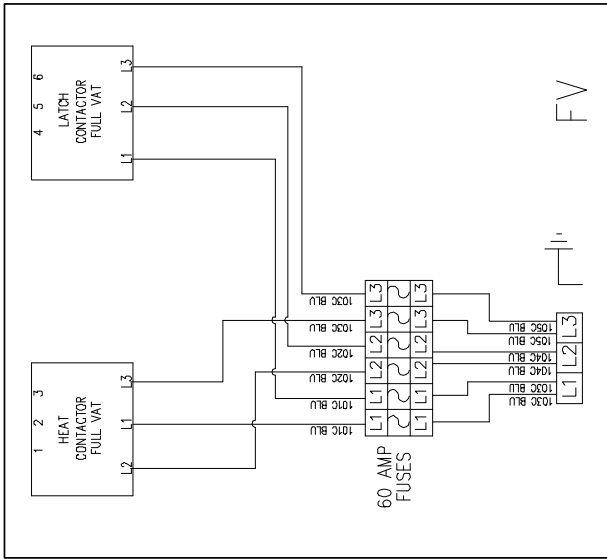 4 5 6
LATCH
CONTACTOR
FULL VAT
L1 L2 L3
1 2 3
HEAT
CONTACTOR
FULL VAT
L2 L1 L3
101C BLU
101C BLU
102C BLU
102C BLU
103C BLU
103C BLU
L1 L1 L2 L2 L3 L3
60 AMP
FUSES
L1 L1 L2 L2 L3 L3
103C BLU
103C BLU
104C BLU
104C BLU
105C BLU
105C BLU
L1 L2 L3
FV